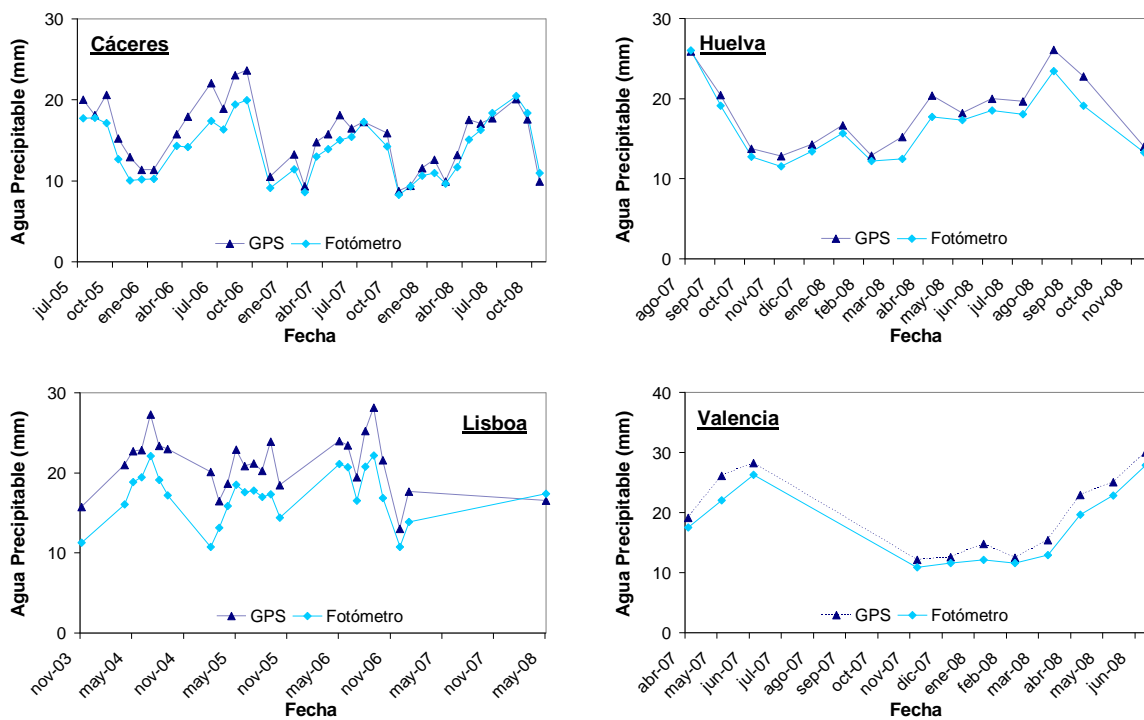 Cáceres
Agua Precipitable (mm)
30
20
10
0
GPS
Fotómetro
jul-05
oct-05
ene-06
abr-06
jul-06
oct-06
ene-07
abr-07
jul-07
oct-07
ene-08
abr-08
jul-08
oct-08
Fecha
Huelva
Agua Precipitable (mm)
30
20
10
0
GPS
Fotómetro
ago-07
sep-07
oct-07
nov-07
dic-07
ene-08
feb-08
mar-08
abr-08
may-08
jun-08
jul-08
ago-08
sep-08
oct-08
nov-08
Fecha
Lisboa
Agua Precipitable (mm)
30
20
10
0
GPS
Fotómetro
nov-03
may-04
nov-04
may-05
nov-05
may-06
nov-06
may-07
nov-07
may-08
Fecha
Valencia
Agua Precipitable (mm)
40
30
20
10
0
GPS
Fotómetro
abr-07
may-07
jun-07
jul-07
ago-07
sep-07
oct-07
nov-07
dic-07
ene-08
feb-08
mar-08
abr-08
may-08
jun-08
Fecha